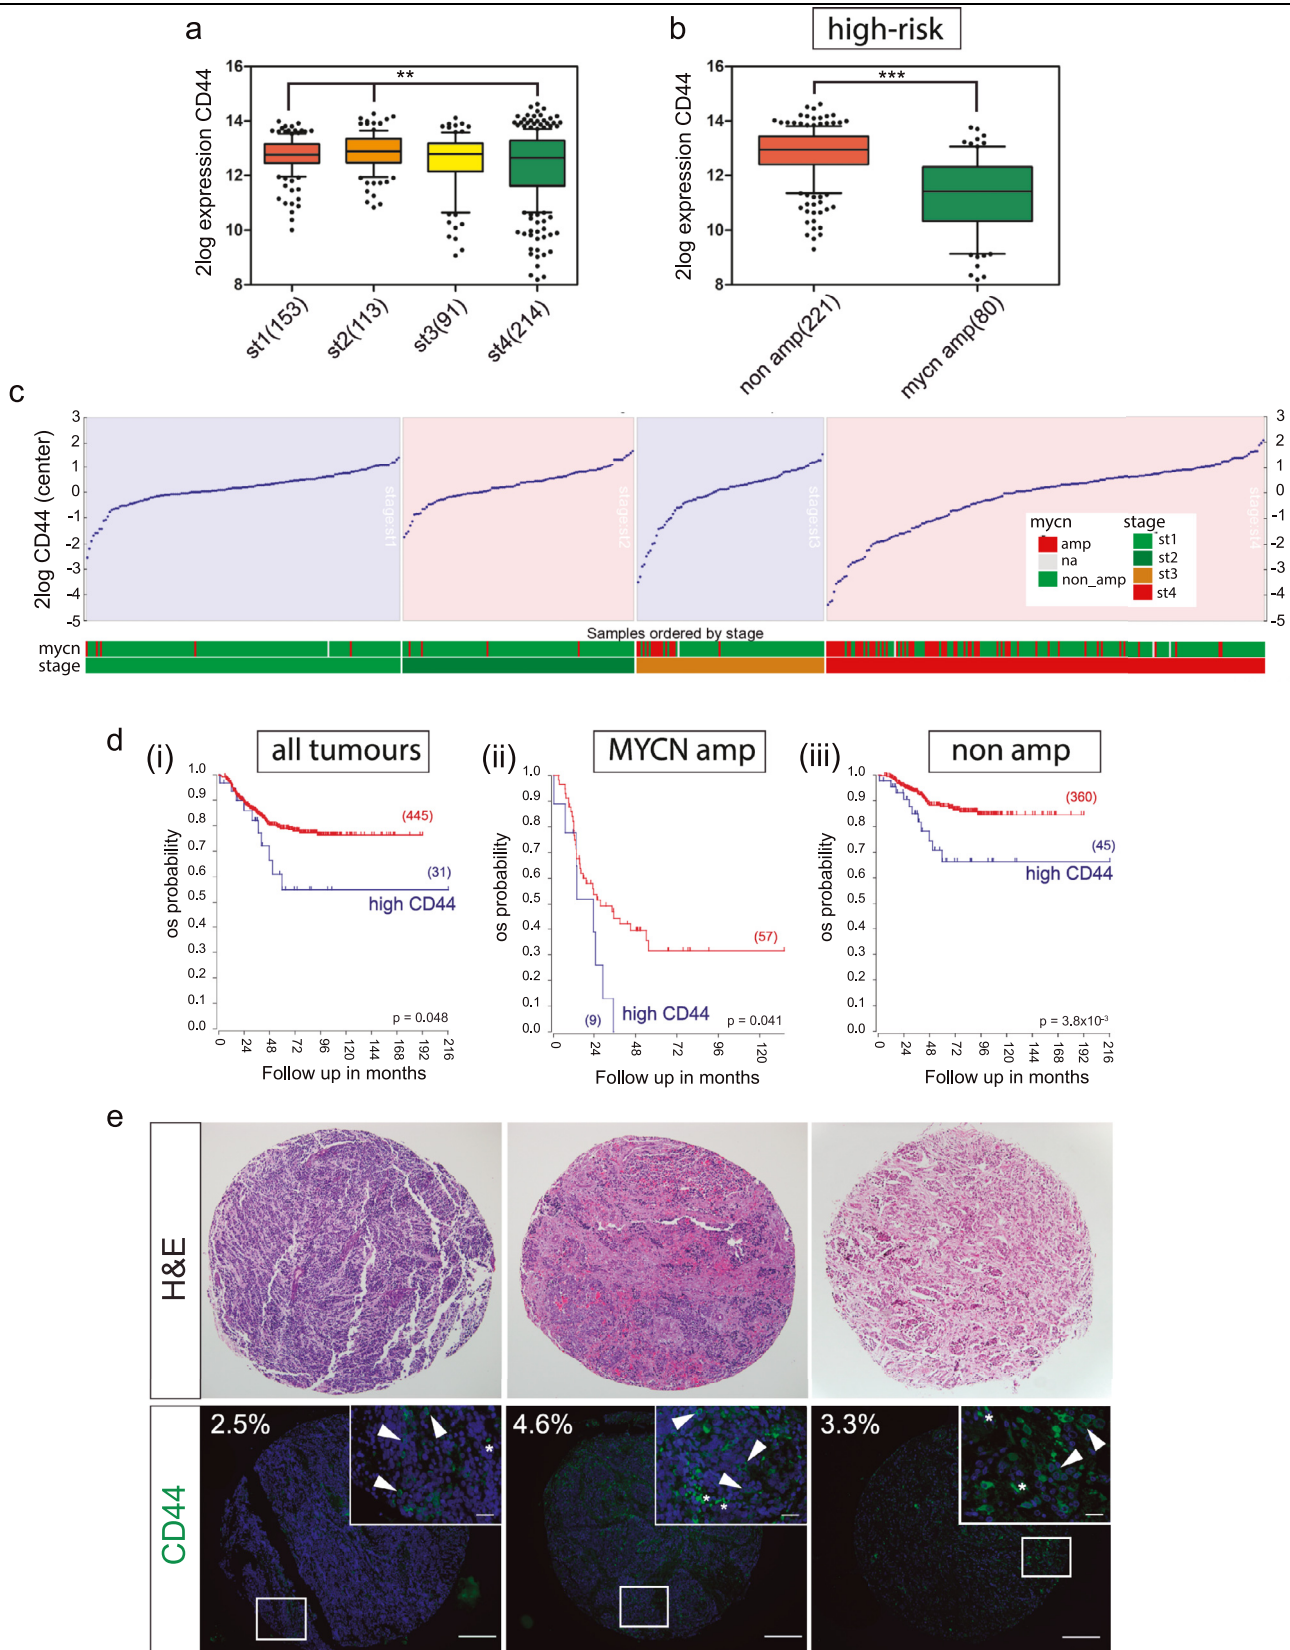 a
b
high-risk
2log expression CD44
16
14
12
10
8
**
st1(153)
st2(113)
st3(91)
st4(214)
2log expression CD44
16
14
12
10
8
***
non amp(221)
mycn amp(80)
c
2log CD44 (center)
3
2
1
0
-1
-2
-3
-4
-5
stage:st1
stage:st2
stage:st3
stage:st4
3
2
1
0
-1
-2
-3
-4
-5
mycn
amp
na
non_amp
stage
st1
st2
st3
st4
Samples ordered by stage
mycn
stage
d
(i)
all tumours
os probability
1.0
0.9
0.8
0.7
0.6
0.5
0.4
0.3
0.2
0.1
0.0
(445)
(31)
high CD44
p = 0.048
0 24 48 72 96 120 144 168 192 216
Follow up in months
(ii)
MYCN amp
os probability
1.0
0.9
0.8
0.7
0.6
0.5
0.4
0.3
0.2
0.1
0.0
(57)
(9)
high CD44
p = 0.041
0 24 48 72 96 120
Follow up in months
(iii)
non amp
os probability
1.0
0.9
0.8
0.7
0.6
0.5
0.4
0.3
0.2
0.1
0.0
(360)
(45)
high CD44
p = 3.8x10⁻³
0 24 48 72 96 120 144 168 192 216
Follow up in months
e
H&E
CD44
2.5%
*
4.6%
* *
3.3%
*
*